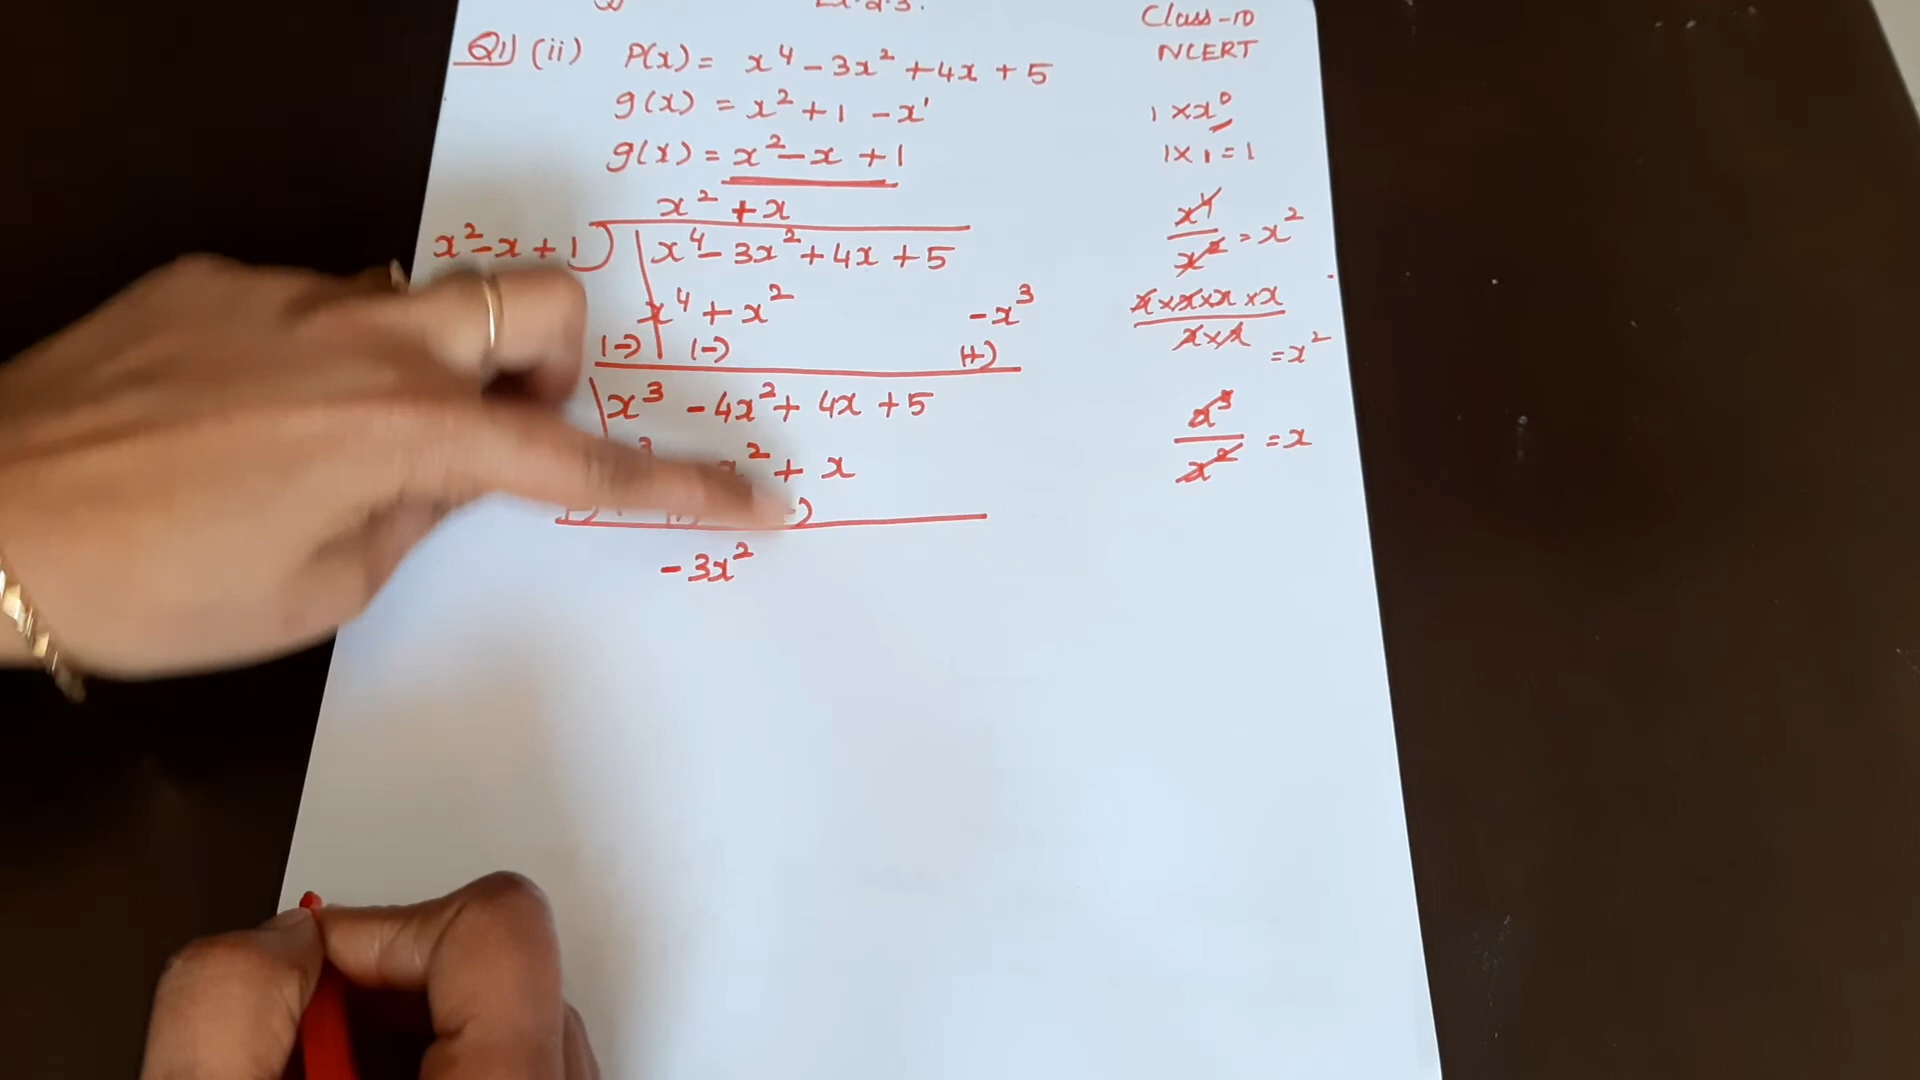 Class-10
Q1) (ii) P(x) = x⁴ - 3x² + 4x + 5
NCERT
g(x) = x² + 1 - x¹
1 × x⁰
g(x) = x² - x + 1
1 × 1 = 1
x² + x
x² - x + 1 ) x⁴ - 3x² + 4x + 5
x⁴ / x² = x²
x⁴ + x² - x³
(-) (-) (+)
x × x × x × x / x × x = x²
x³ - 4x² + 4x + 5
x³ / x² = x
x² + x
- 3x²